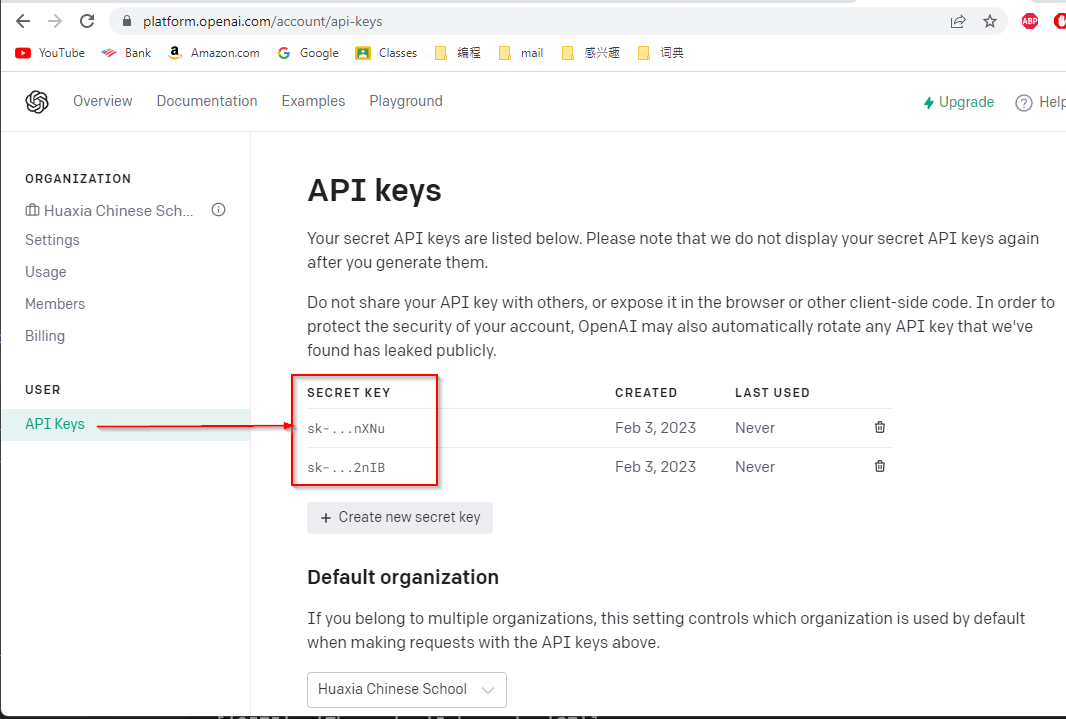 platform.openai.com/account/api-keys
ABP
YouTube Bank Amazon.com Google Classes 编程 mail 感兴趣 词典
Overview Documentation Examples Playground Upgrade Help
ORGANIZATION
Huaxia Chinese Sch...
Settings
Usage
Members
Billing
USER
API Keys
API keys
Your secret API keys are listed below. Please note that we do not display your secret API keys again
after you generate them.
Do not share your API key with others, or expose it in the browser or other client-side code. In order to
protect the security of your account, OpenAI may also automatically rotate any API key that we've
found has leaked publicly.
SECRET KEY CREATED LAST USED
sk-...nXNu Feb 3, 2023 Never
sk-...2nIB Feb 3, 2023 Never
+ Create new secret key
Default organization
If you belong to multiple organizations, this setting controls which organization is used by default
when making requests with the API keys above.
Huaxia Chinese School